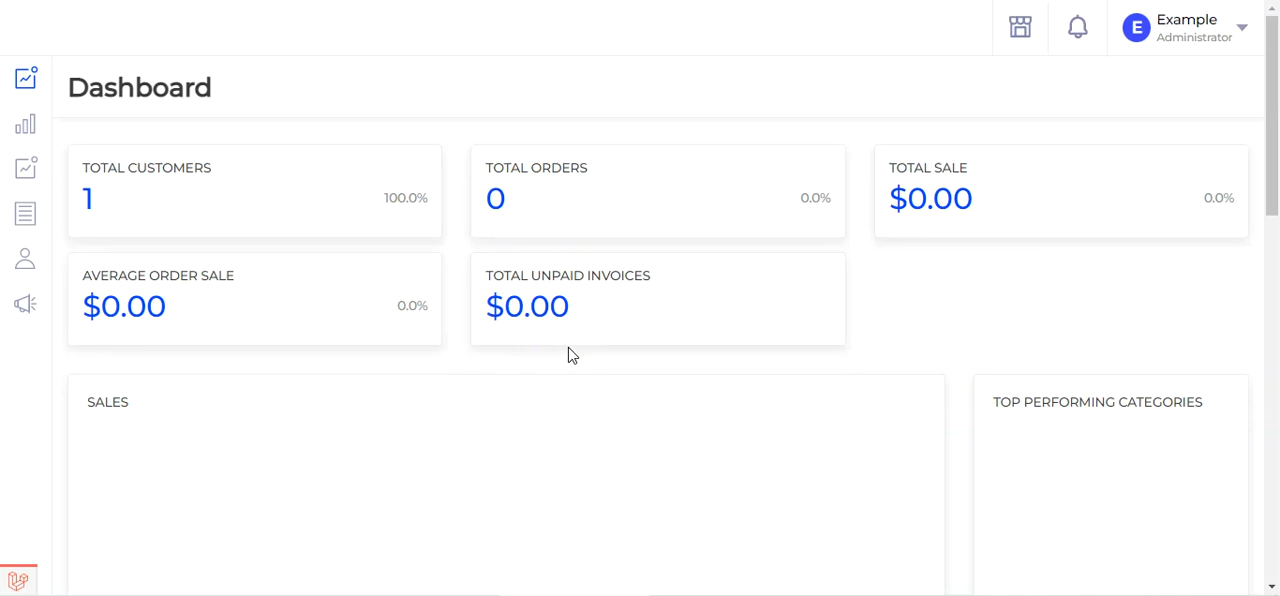 E
Example
Administrator
Dashboard
TOTAL CUSTOMERS
1
100.0%
TOTAL ORDERS
0
0.0%
TOTAL SALE
$0.00
0.0%
AVERAGE ORDER SALE
$0.00
0.0%
TOTAL UNPAID INVOICES
$0.00
SALES
TOP PERFORMING CATEGORIES